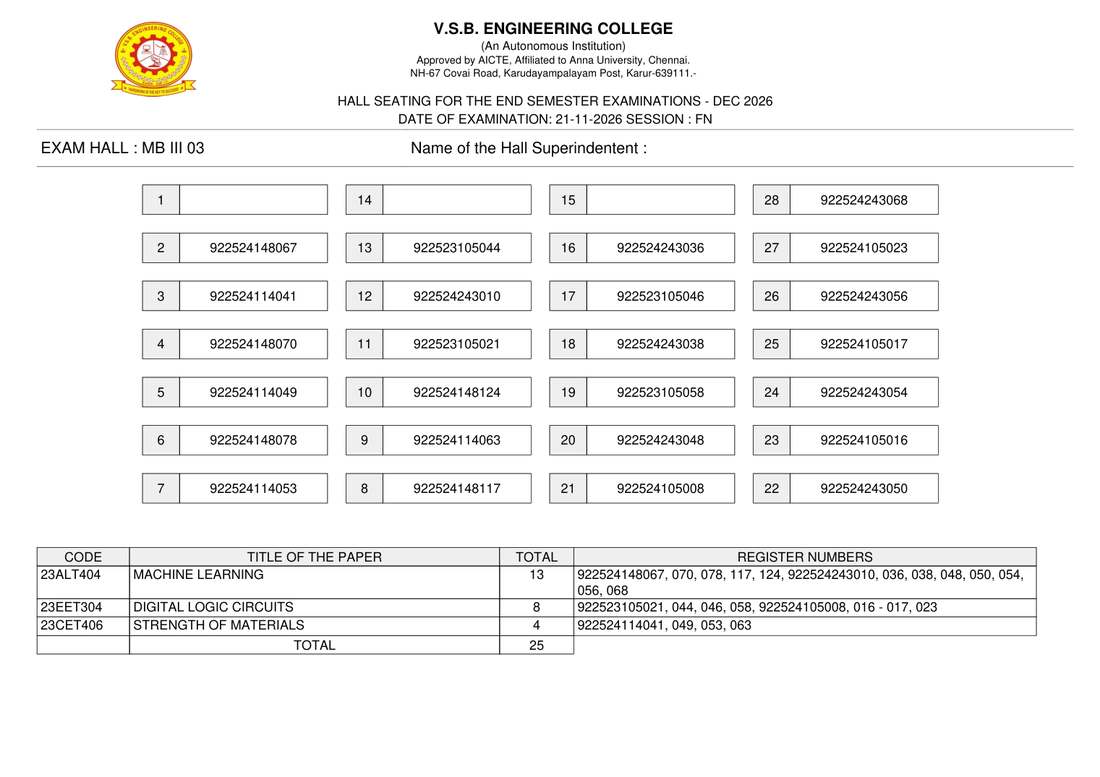 V.S.B. ENGINEERING COLLEGE
(An Autonomous Institution)
Approved by AICTE, Affiliated to Anna University, Chennai.
NH-67 Covai Road, Karudayampalayam Post, Karur-639111.-
HALL SEATING FOR THE END SEMESTER EXAMINATIONS - DEC 2026
DATE OF EXAMINATION: 21-11-2026 SESSION : FN
EXAM HALL : MB III 03 Name of the Hall Superindentent :
1 14 15 28 922524243068
2 922524148067 13 922523105044 16 922524243036 27 922524105023
3 922524114041 12 922524243010 17 922523105046 26 922524243056
4 922524148070 11 922523105021 18 922524243038 25 922524105017
5 922524114049 10 922524148124 19 922523105058 24 922524243054
6 922524148078 9 922524114063 20 922524243048 23 922524105016
7 922524114053 8 922524148117 21 922524105008 22 922524243050
CODE TITLE OF THE PAPER TOTAL REGISTER NUMBERS
23ALT404 MACHINE LEARNING 13 922524148067, 070, 078, 117, 124, 922524243010, 036, 038, 048, 050, 054,
056, 068
23EET304 DIGITAL LOGIC CIRCUITS 8 922523105021, 044, 046, 058, 922524105008, 016 - 017, 023
23CET406 STRENGTH OF MATERIALS 4 922524114041, 049, 053, 063
TOTAL 25